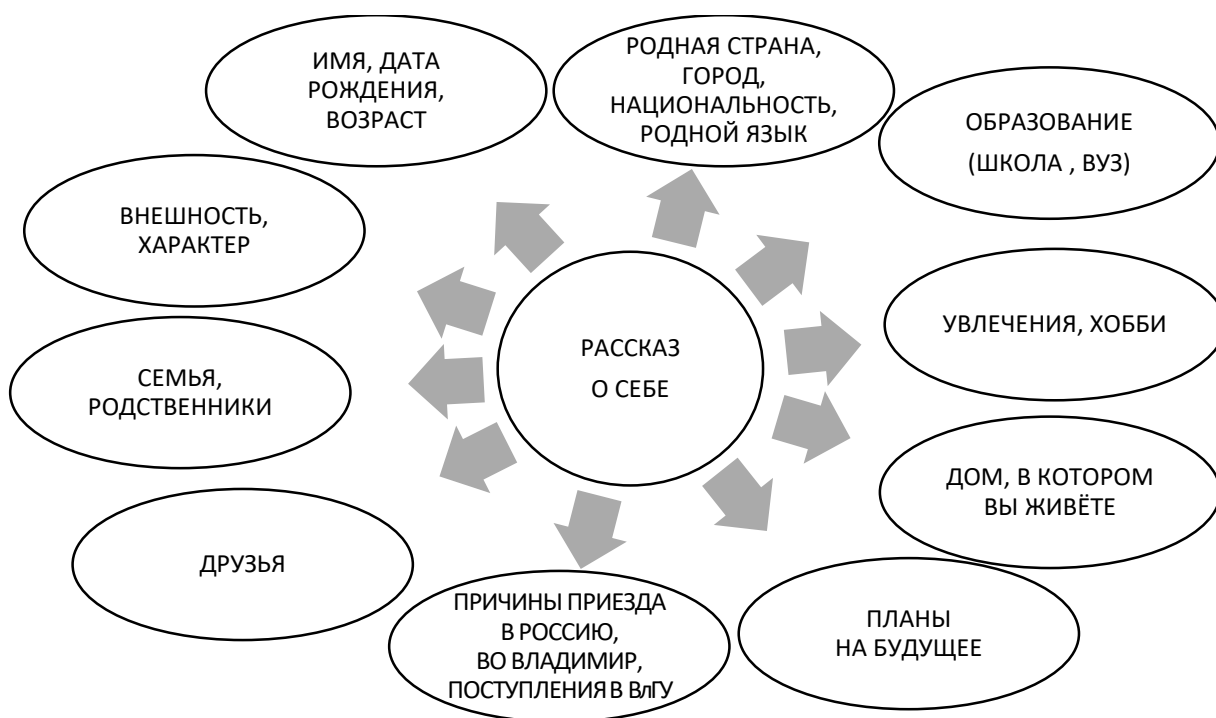 ИМЯ, ДАТА
РОЖДЕНИЯ,
ВОЗРАСТ
РОДНАЯ СТРАНА,
ГОРОД,
НАЦИОНАЛЬНОСТЬ,
РОДНОЙ ЯЗЫК
ОБРАЗОВАНИЕ
(ШКОЛА , ВУЗ)
ВНЕШНОСТЬ,
ХАРАКТЕР
УВЛЕЧЕНИЯ, ХОББИ
РАССКАЗ
О СЕБЕ
СЕМЬЯ,
РОДСТВЕННИКИ
ДОМ, В КОТОРОМ
ВЫ ЖИВЁТЕ
ДРУЗЬЯ
ПРИЧИНЫ ПРИЕЗДА
В РОССИЮ,
ВО ВЛАДИМИР,
ПОСТУПЛЕНИЯ В ВлГУ
ПЛАНЫ
НА БУДУЩЕЕ